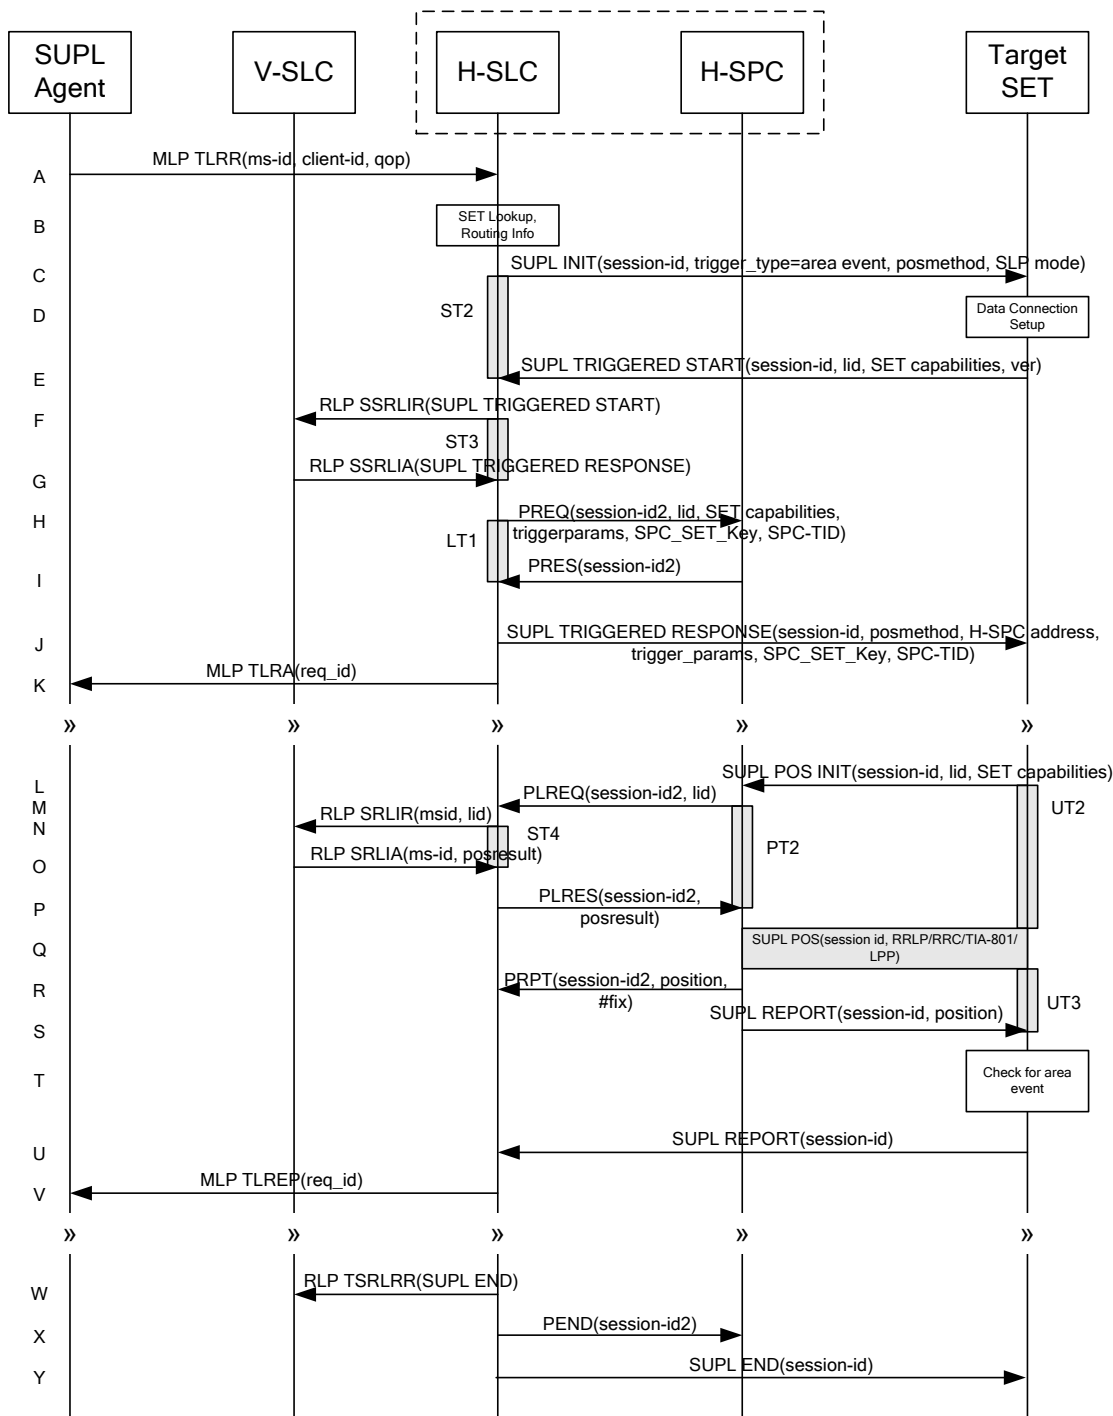 SUPL
Agent
V-SLC
H-SLC
H-SPC
Target
SET
MLP TLRR(ms-id, client-id, qop)
A
B
SET Lookup,
Routing Info
C
SUPL INIT(session-id, trigger_type=area event, posmethod, SLP mode)
D
ST2
Data Connection
Setup
E
SUPL TRIGGERED START(session-id, lid, SET capabilities, ver)
F
RLP SSRLIR(SUPL TRIGGERED START)
ST3
G
RLP SSRLIA(SUPL TRIGGERED RESPONSE)
H
PREQ(session-id2, lid, SET capabilities,
triggerparams, SPC_SET_Key, SPC-TID)
LT1
I
PRES(session-id2)
J
SUPL TRIGGERED RESPONSE(session-id, posmethod, H-SPC address,
trigger_params, SPC_SET_Key, SPC-TID)
K
MLP TLRA(req_id)
»
»
»
»
»
L
SUPL POS INIT(session-id, lid, SET capabilities)
M
PLREQ(session-id2, lid)
UT2
N
RLP SRLIR(msid, lid)
ST4
PT2
O
RLP SRLIA(ms-id, posresult)
P
PLRES(session-id2,
posresult)
Q
SUPL POS(session id, RRLP/RRC/TIA-801/
LPP)
R
PRPT(session-id2, position,
#fix)
UT3
S
SUPL REPORT(session-id, position)
T
Check for area
event
U
SUPL REPORT(session-id)
V
MLP TLREP(req_id)
»
»
»
»
»
W
RLP TSRLRR(SUPL END)
X
PEND(session-id2)
Y
SUPL END(session-id)